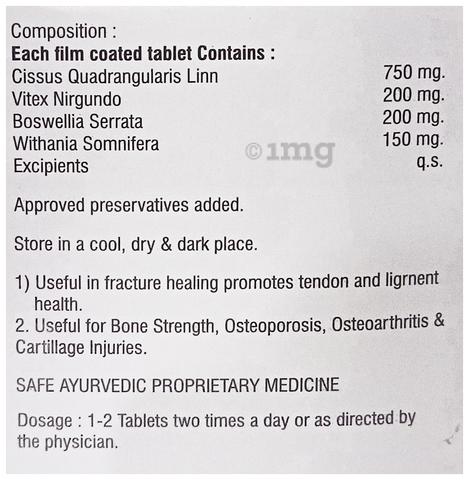 Composition :
Each film coated tablet Contains :
Cissus Quadrangularis Linn 750 mg.
Vitex Nirgundo 200 mg.
Boswellia Serrata 200 mg.
Withania Somnifera 150 mg.
©1mg
Excipients q.s.
Approved preservatives added.
Store in a cool, dry & dark place.
1) Useful in fracture healing promotes tendon and ligrnent
health.
2. Useful for Bone Strength, Osteoporosis, Osteoarthritis &
Cartilage Injuries.
SAFE AYURVEDIC PROPRIETARY MEDICINE
Dosage : 1-2 Tablets two times a day or as directed by
the physician.